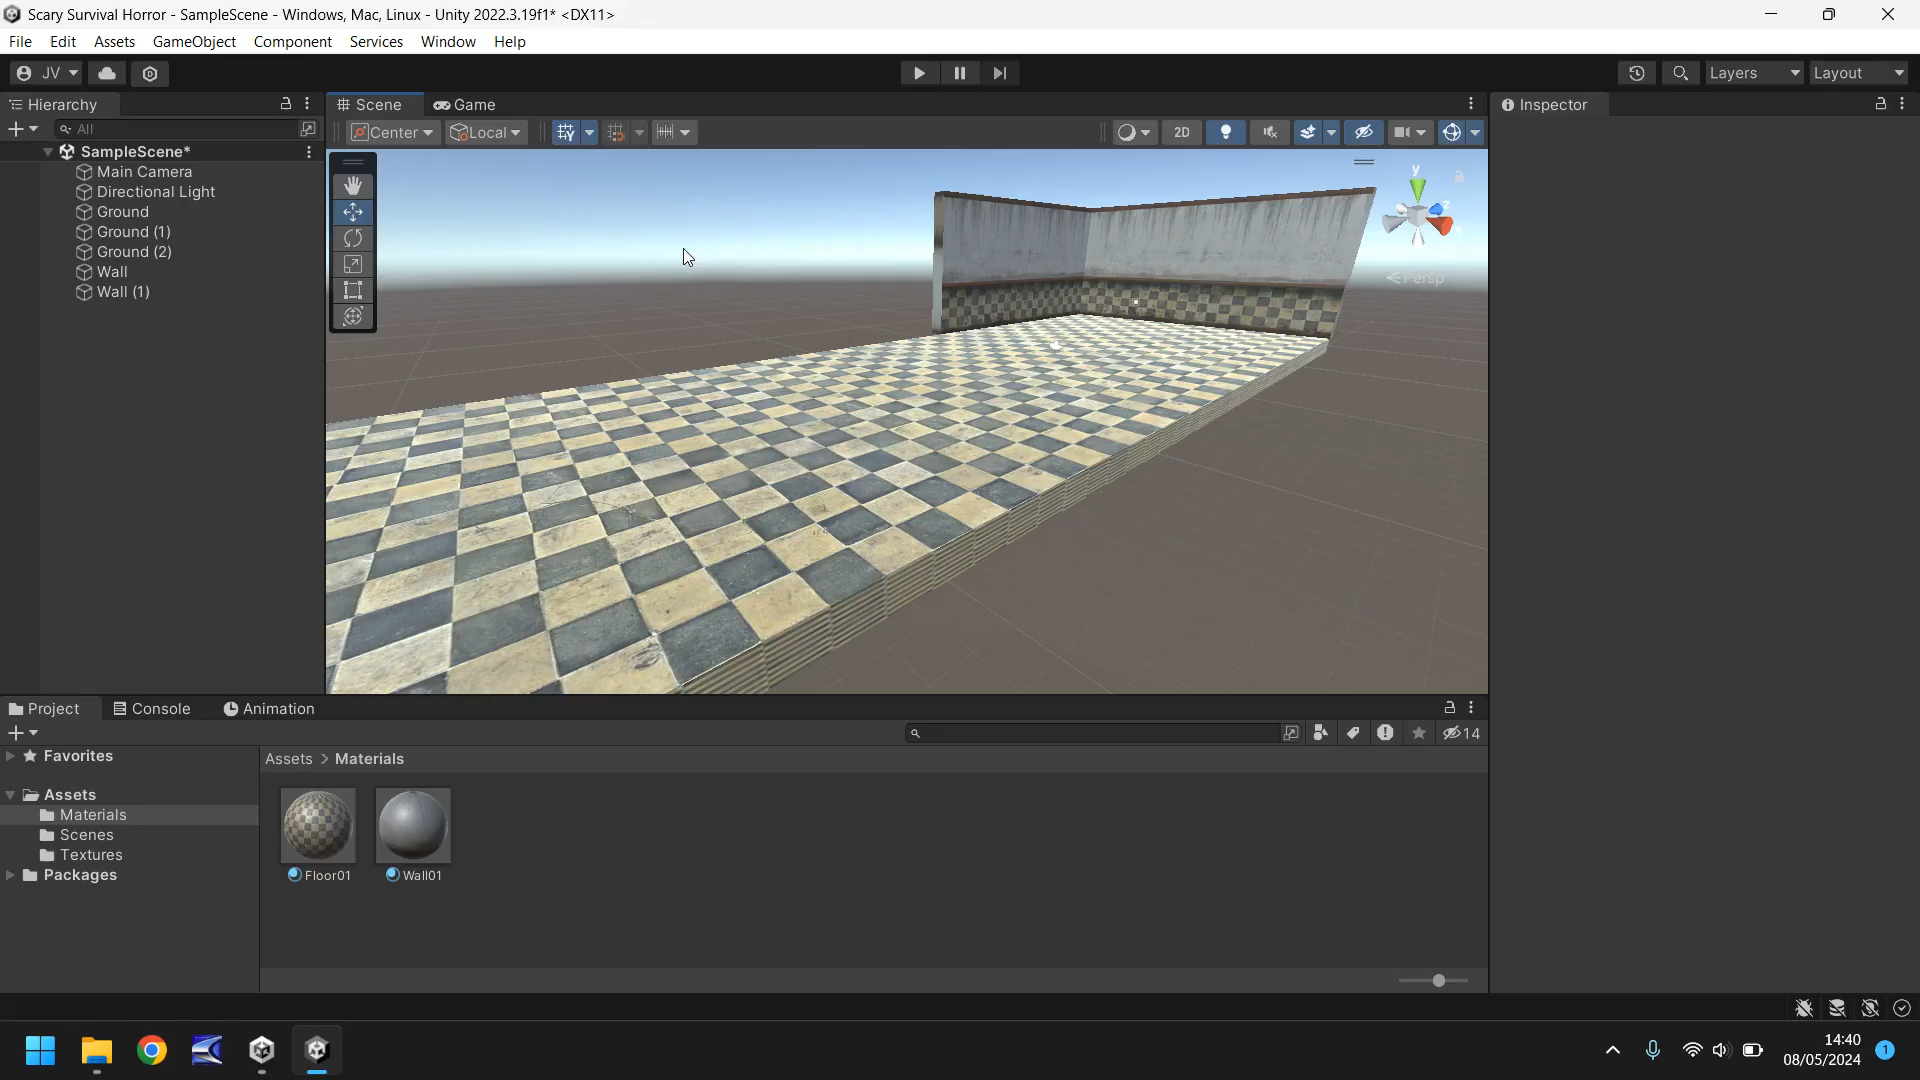 Scary Survival Horror - SampleScene - Windows, Mac, Linux - Unity 2022.3.19f1* <DX11>
File Edit Assets GameObject Component Services Window Help
JV
Layers Layout
Hierarchy
All
SampleScene*
Main Camera
Directional Light
Ground
Ground (1)
Ground (2)
Wall
Wall (1)
Scene Game
Center Local
2D
y
z
x
Persp
Inspector
Project Console Animation
14
Favorites
Assets
Materials
Scenes
Textures
Packages
Assets > Materials
Floor01 Wall01
14:40
08/05/2024
1